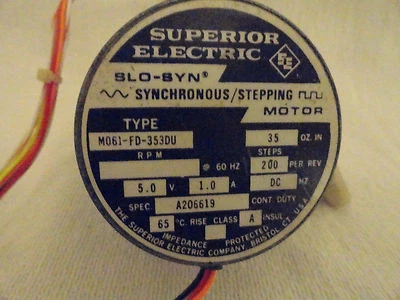 SUPERIOR
ELECTRIC
SE
SLO-SYN®
SYNCHRONOUS/STEPPING
MOTOR
TYPE
M061-FD-353DU 35 OZ. IN
R P M STEPS
@ 60 HZ 200 PER REV
5.0 V 1.0 A DC HZ
SPEC. A206619 CONT DUTY
65 °C. RISE CLASS A INSUL
IMPEDANCE PROTECTED
THE SUPERIOR ELECTRIC COMPANY, BRISTOL CT. U.S.A.